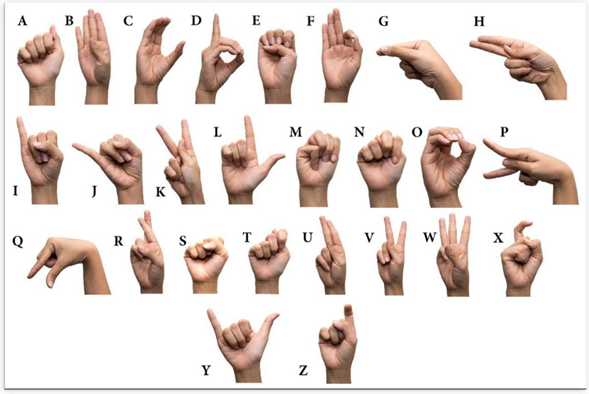 A B C D E F G H
I J K L M N O P
Q R S T U V W X
Y Z